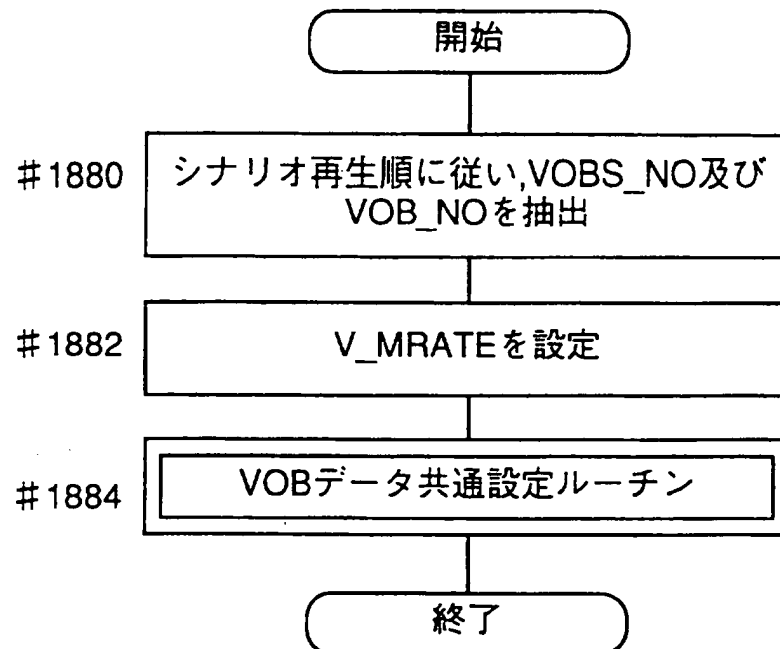 開始
#1880
シナリオ再生順に従い,VOBS_NO及び
VOB_NOを抽出
#1882
V_MRATEを設定
#1884
VOBデータ共通設定ルーチン
終了